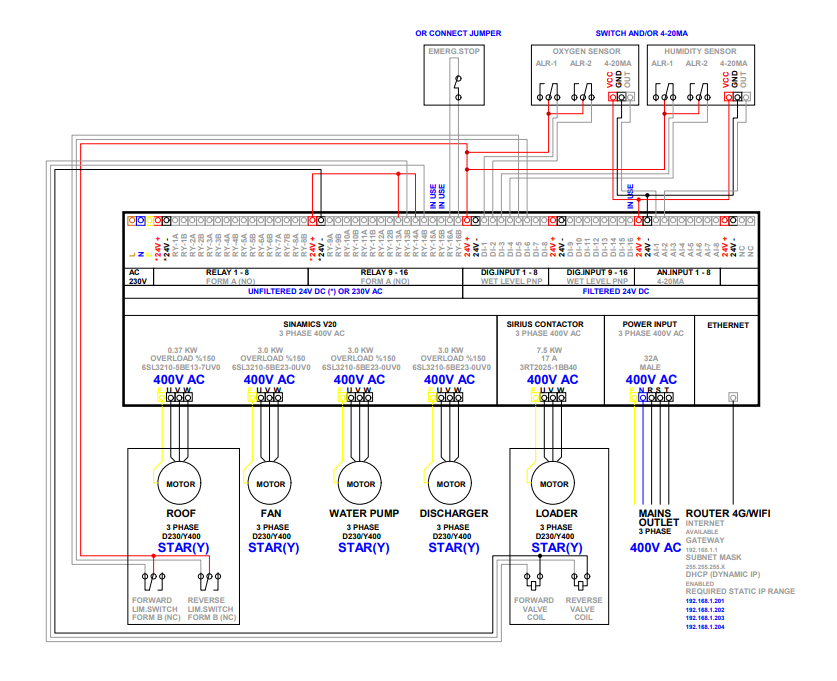 OR CONNECT JUMPER
SWITCH AND/OR 4-20MA
EMERG.STOP
OXYGEN SENSOR
HUMIDITY SENSOR
ALR-1 ALR-2 4-20MA
ALR-1 ALR-2 4-20MA
VCC
GND
OUT
VCC
GND
OUT
IN USE
IN USE
IN USE
L
N
E
*24V +
*24V -
RY-1A
RY-1B
RY-2A
RY-2B
RY-3A
RY-3B
RY-4A
RY-4B
RY-5A
RY-5B
RY-6A
RY-6B
RY-7A
RY-7B
RY-8A
RY-8B
*24V +
*24V -
RY-9A
RY-9B
RY-10A
RY-10B
RY-11A
RY-11B
RY-12A
RY-12B
RY-13A
RY-13B
RY-14A
RY-14B
RY-15A
RY-15B
RY-16A
RY-16B
24V +
24V -
DI-1
DI-2
DI-3
DI-4
DI-5
DI-6
DI-7
DI-8
24V +
24V -
DI-9
DI-10
DI-11
DI-12
DI-13
DI-14
DI-15
DI-16
24V +
24V -
AI-1
AI-2
AI-3
AI-4
AI-5
AI-6
AI-7
AI-8
24V +
24V -
NC
NC
AC
230V
RELAY 1 - 8
FORM A (NO)
RELAY 9 - 16
FORM A (NO)
DIG.INPUT 1 - 8
WET LEVEL PNP
DIG.INPUT 9 - 16
WET LEVEL PNP
AN.INPUT 1 - 8
4-20MA
UNFILTERED 24V DC (*) OR 230V AC
FILTERED 24V DC
SINAMICS V20
3 PHASE 400V AC
SIRIUS CONTACTOR
3 PHASE 400V AC
POWER INPUT
3 PHASE 400V AC
ETHERNET
0.37 KW
OVERLOAD %150
6SL3210-5BE13-7UV0
400V AC
U V W
3.0 KW
OVERLOAD %150
6SL3210-5BE23-0UV0
400V AC
U V W
3.0 KW
OVERLOAD %150
6SL3210-5BE23-0UV0
400V AC
U V W
3.0 KW
OVERLOAD %150
6SL3210-5BE23-0UV0
400V AC
U V W
7.5 KW
17 A
3RT2025-1BB40
400V AC
U V W
32A
MALE
400V AC
N R S T
MOTOR
ROOF
3 PHASE
D230/Y400
STAR(Y)
MOTOR
FAN
3 PHASE
D230/Y400
STAR(Y)
MOTOR
WATER PUMP
3 PHASE
D230/Y400
STAR(Y)
MOTOR
DISCHARGER
3 PHASE
D230/Y400
STAR(Y)
MOTOR
LOADER
3 PHASE
D230/Y400
STAR(Y)
MAINS
OUTLET
3 PHASE
400V AC
ROUTER 4G/WIFI
INTERNET
AVAILABLE
GATEWAY
192.168.1.1
SUBNET MASK
255.255.255.X
DHCP (DYNAMIC IP)
ENABLED
REQUIRED STATIC IP RANGE
192.168.1.201
192.168.1.202
192.168.1.203
192.168.1.204
FORWARD
LIM.SWITCH
FORM B (NC)
REVERSE
LIM.SWITCH
FORM B (NC)
FORWARD
VALVE
COIL
REVERSE
VALVE
COIL